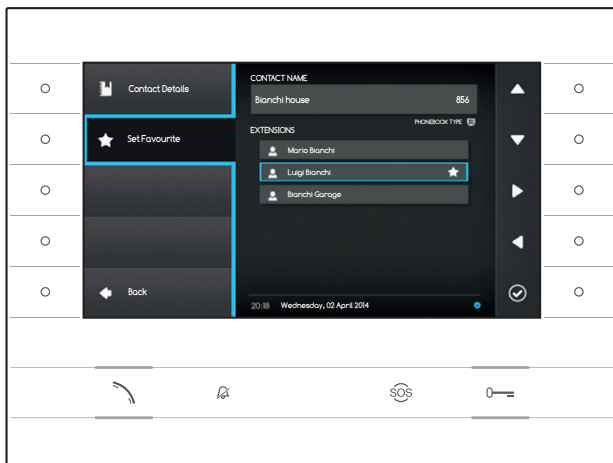 Contact Details
Set Favourite
Back
CONTACT NAME
Bianchi house 856
PHONEBOOK TYPE
EXTENSIONS
Mario Bianchi
Luigi Bianchi
Bianchi Garage
20:18 Wednesday, 02 April 2014
SOS